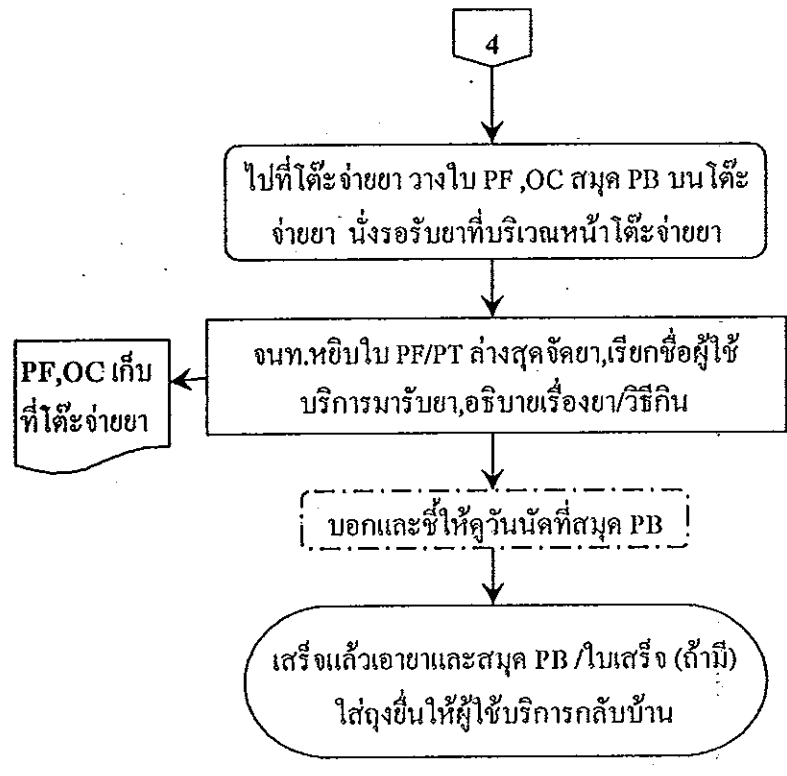 4
ไปที่โต๊ะจ่ายยา วางใบ PF ,OC สมุด PB บนโต๊ะ
จ่ายยา นั่งรอรับยาที่บริเวณหน้าโต๊ะจ่ายยา
จนท.หยิบใบ PF/PT ล่างสุดจัดยา,เรียกชื่อผู้ใช้
บริการมารับยา,อธิบายเรื่องยา/วิธีกิน
PF,OC เก็บ
ที่โต๊ะจ่ายยา
บอกและชี้ให้ดูวันนัดที่สมุด PB
เสร็จแล้วเอายาและสมุด PB /ใบเสร็จ (ถ้ามี)
ใส่ถุงยื่นให้ผู้ใช้บริการกลับบ้าน